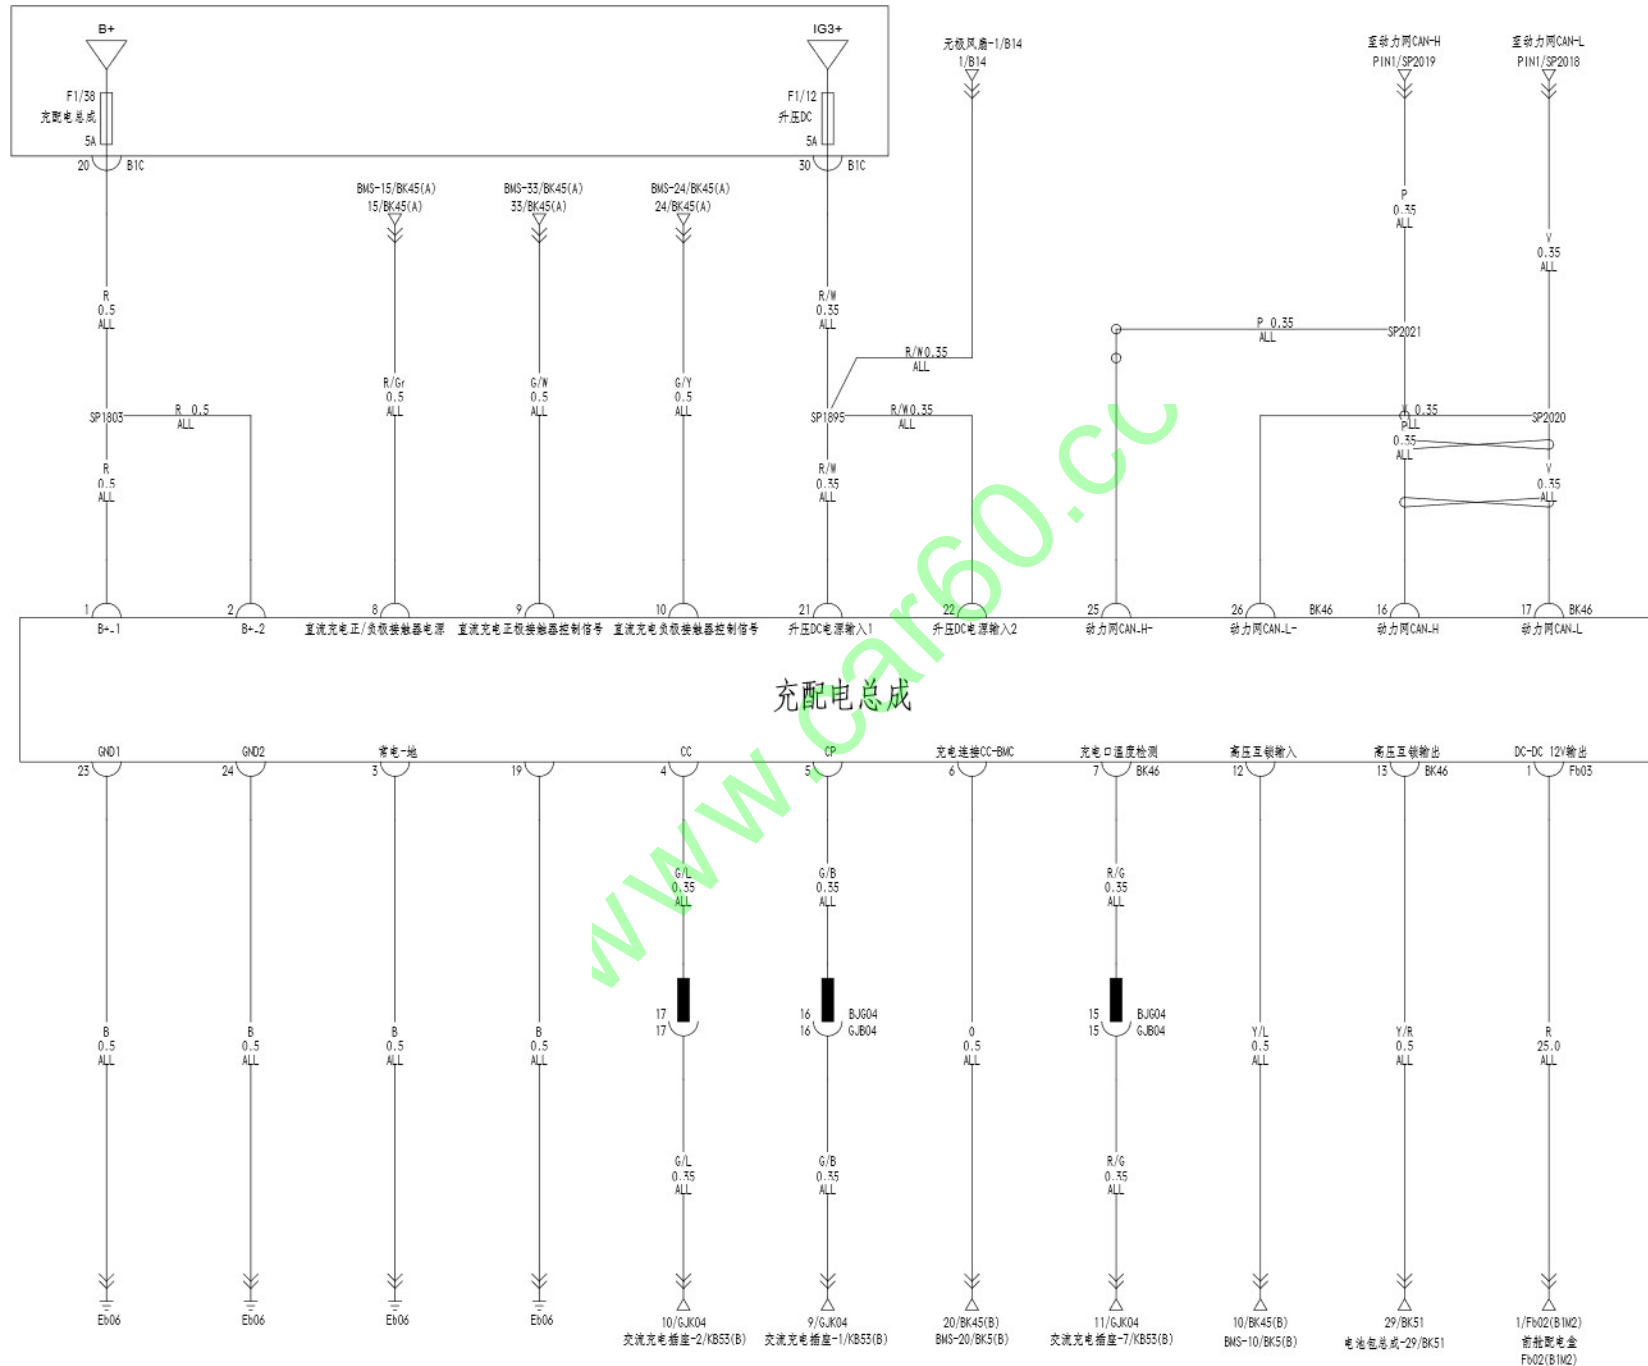 B+
IG3+
无极风扇-1/B14
1/B14
至动力网CAN-H
PIN1/SP2019
至动力网CAN-L
PIN1/SP2018
F1/38
充配电总成
5A
F1/12
升压DC
5A
20 B1C
30 B1C
BMS-15/BK45(A)
15/BK45(A)
BMS-33/BK45(A)
33/BK45(A)
BMS-24/BK45(A)
24/BK45(A)
P
0.35
ALL
V
0.35
ALL
R
0.5
ALL
R/W
0.35
ALL
P 0.35
ALL
SP2021
R/W0.35
ALL
R/Gr
0.5
ALL
G/W
0.5
ALL
G/Y
0.5
ALL
SP1803
R 0.5
ALL
SP1895
R/W0.35
ALL
V 0.35
ALL
SP2020
R
0.5
ALL
R/W
0.35
ALL
P
0.35
ALL
V
0.35
ALL
1 2 8 9 10 21 22 25 26 BK46 16 17 BK46
B+-1 B+-2 直流充电正/负极接触器电源 直流充电正极接触器控制信号 直流充电负极接触器控制信号 升压DC电源输入1 升压DC电源输入2 动力网CAN-H- 动力网CAN-L- 动力网CAN-H 动力网CAN-L
充配电总成
GND1 GND2 常电-地 CC CP 充电连接CC-BMC 充电口温度检测 高压互锁输入 高压互锁输出 DC-DC 12V输出
23 24 3 19 4 5 6 7 BK46 12 13 BK46 1 Fb03
G/L
0.35
ALL
G/B
0.35
ALL
R/G
0.35
ALL
17
17
16 BJG04
16 GJB04
15 BJG04
15 GJB04
B
0.5
ALL
B
0.5
ALL
B
0.5
ALL
B
0.5
ALL
O
0.5
ALL
Y/L
0.5
ALL
Y/R
0.5
ALL
R
25.0
ALL
G/L
0.35
ALL
G/B
0.35
ALL
R/G
0.35
ALL
Eb06 Eb06 Eb06 Eb06
10/GJK04
交流充电插座-2/KB53(B)
9/GJK04
交流充电插座-1/KB53(B)
20/BK45(B)
BMS-20/BK5(B)
11/GJK04
交流充电插座-7/KB53(B)
10/BK45(B)
BMS-10/BK5(B)
29/BK51
电池包总成-29/BK51
1/Fb02(B1M2)
前舱配电盒
Fb02(B1M2)
www.car60.cc